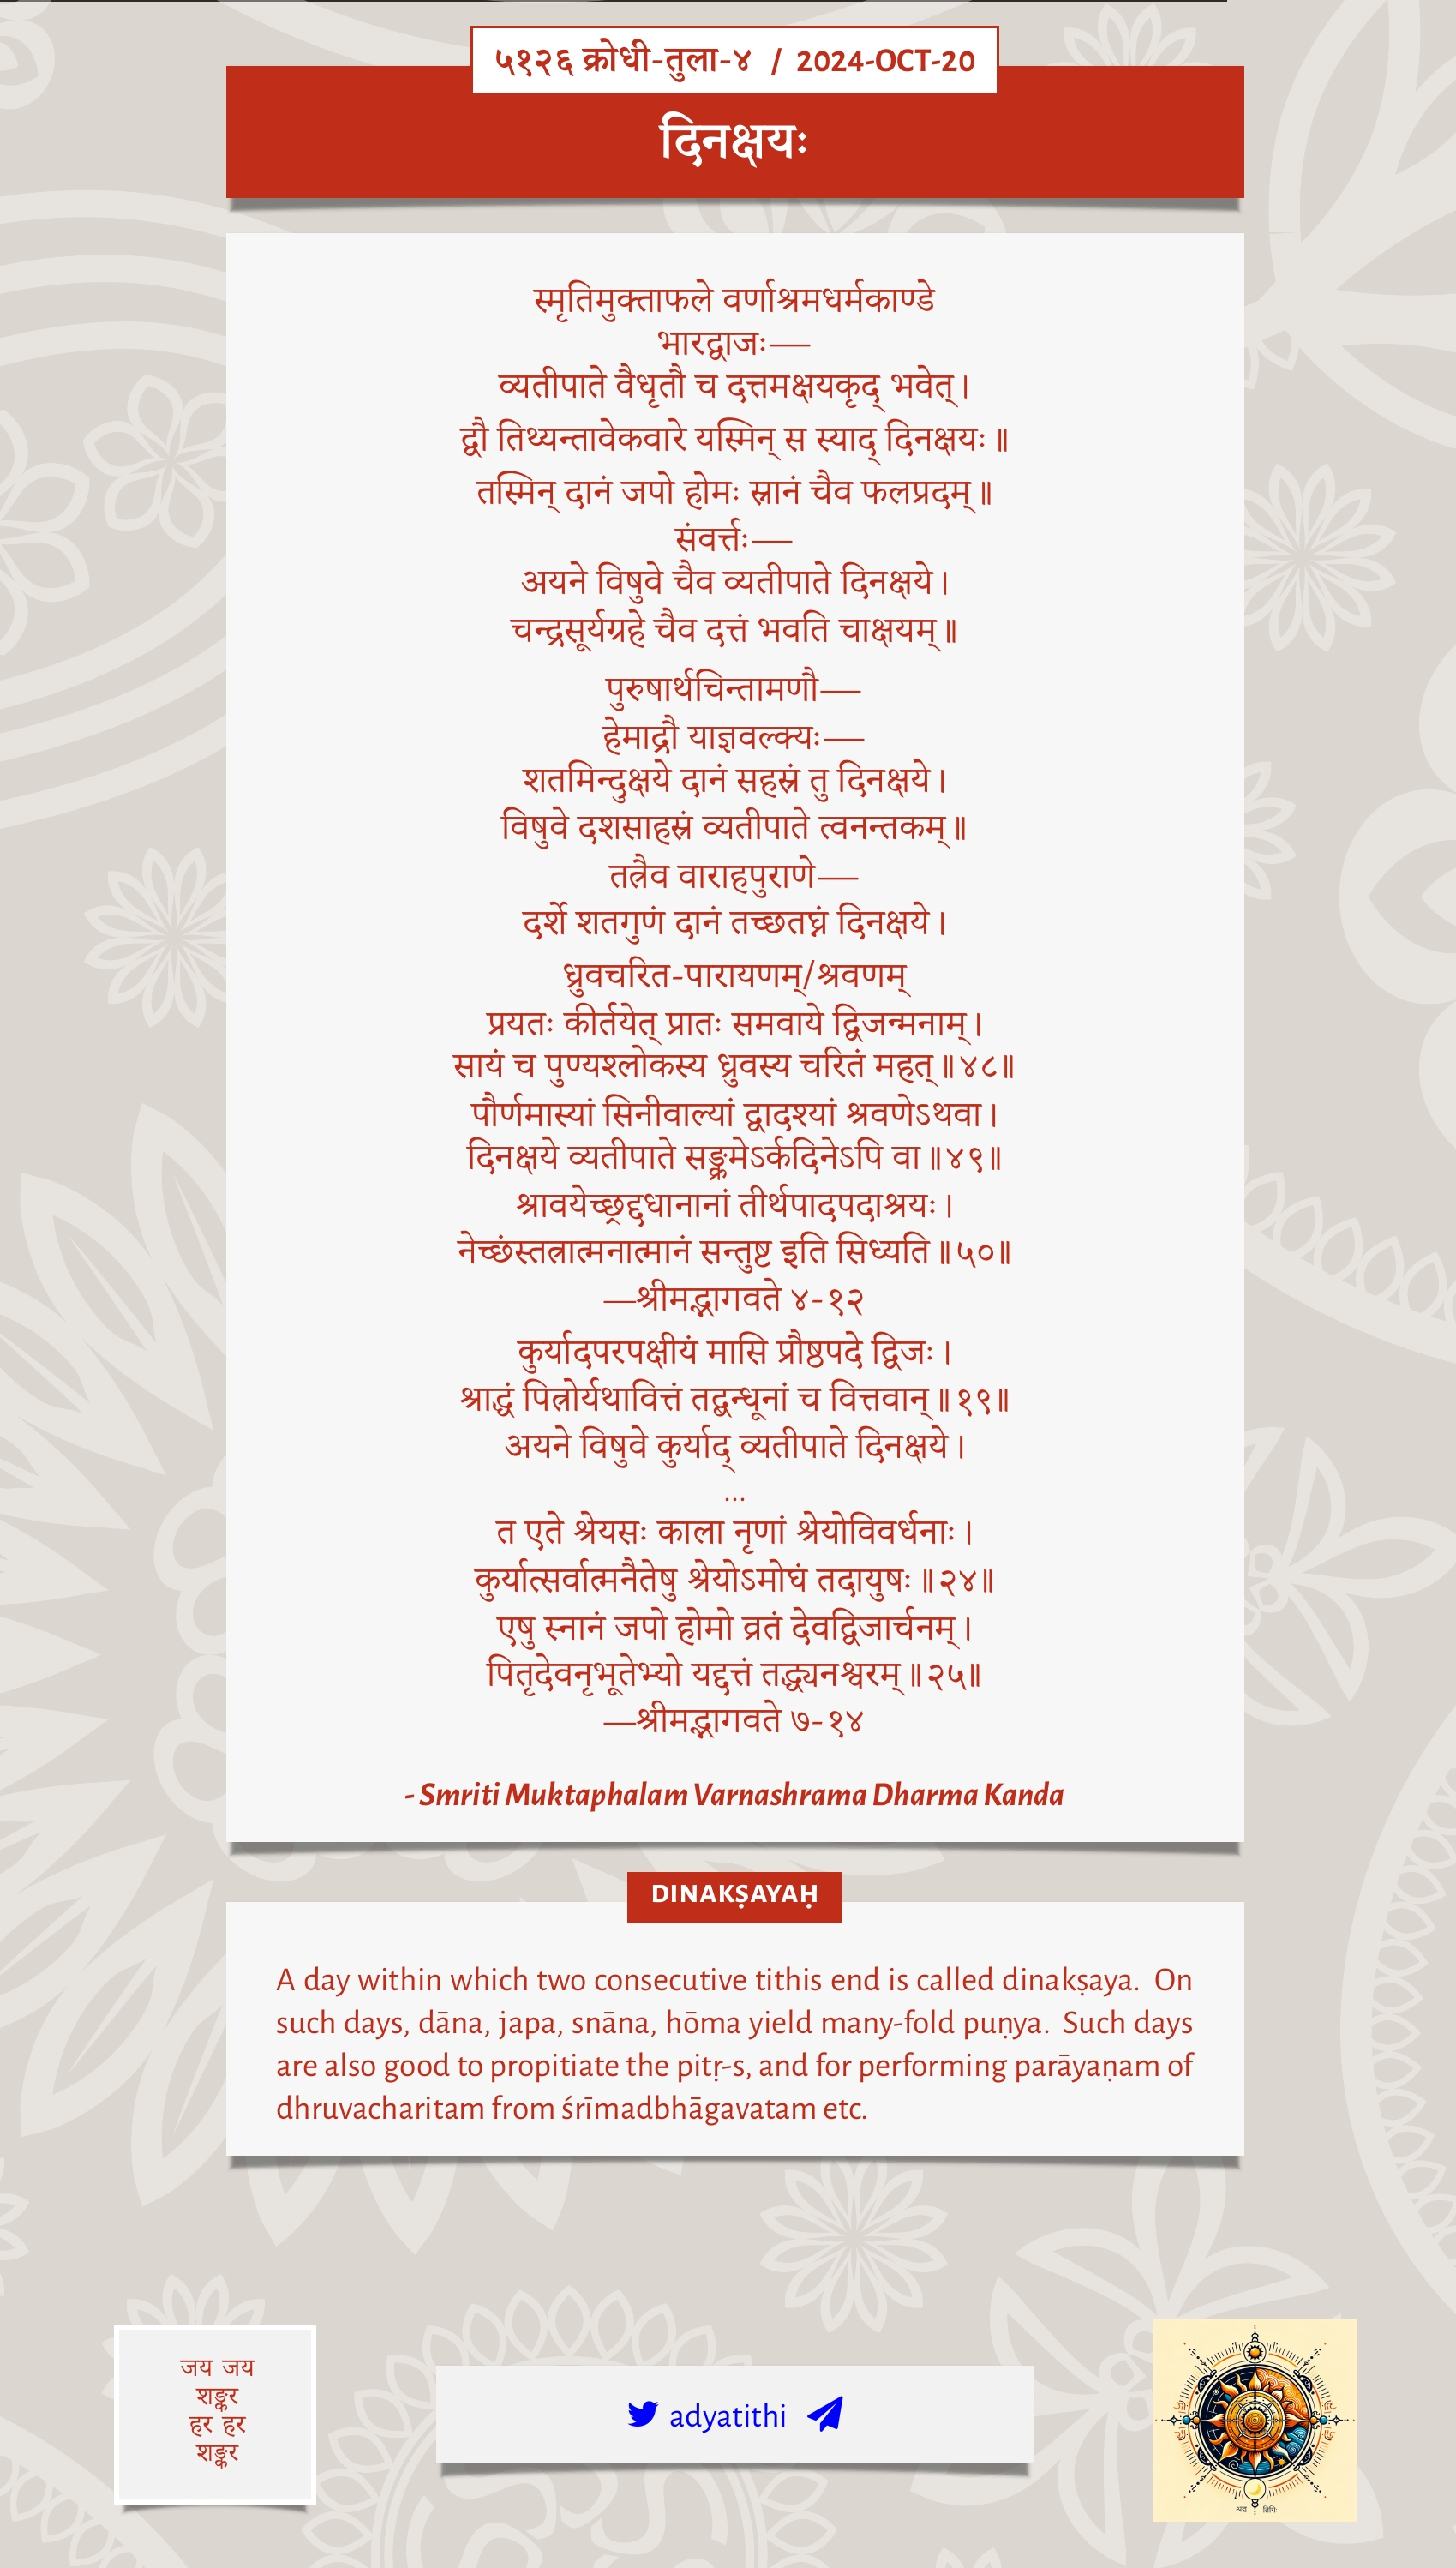 ५१२६ क्रोधी-तुला-४ / 2024-OCT-20
दिनक्षयः
स्मृतिमुक्ताफले वर्णाश्रमधर्मकाण्डे
भारद्वाजः—
व्यतीपाते वैधृतौ च दत्तमक्षयकृद् भवेत्।
द्वौ तिथ्यन्तावेकवारे यस्मिन् स स्याद् दिनक्षयः॥
तस्मिन् दानं जपो होमः स्नानं चैव फलप्रदम्॥
संवर्त्तः—
अयने विषुवे चैव व्यतीपाते दिनक्षये।
चन्द्रसूर्यग्रहे चैव दत्तं भवति चाक्षयम्॥
पुरुषार्थचिन्तामणौ—
हेमाद्रौ याज्ञवल्क्यः—
शतमिन्दुक्षये दानं सहस्रं तु दिनक्षये।
विषुवे दशसाहस्रं व्यतीपाते त्वनन्तकम्॥
तत्रैव वाराहपुराणे—
दर्शे शतगुणं दानं तच्छतघ्नं दिनक्षये।
ध्रुवचरित-पारायणम्/श्रवणम्
प्रयतः कीर्तयेत् प्रातः समवाये द्विजन्मनाम्।
सायं च पुण्यश्लोकस्य ध्रुवस्य चरितं महत्॥४८॥
पौर्णमास्यां सिनीवाल्यां द्वादश्यां श्रवणेऽथवा।
दिनक्षये व्यतीपाते सङ्क्रमेऽर्कदिनेऽपि वा॥४९॥
श्रावयेच्छ्रद्दधानानां तीर्थपादपदाश्रयः।
नेच्छंस्तत्रात्मनात्मानं सन्तुष्ट इति सिध्यति॥५०॥
—श्रीमद्भागवते ४-१२
कुर्यादपरपक्षीयं मासि प्रौष्ठपदे द्विजः।
श्राद्धं पित्रोर्यथावित्तं तद्बन्धूनां च वित्तवान्॥१९॥
अयने विषुवे कुर्याद् व्यतीपाते दिनक्षये।
...
त एते श्रेयसः काला नृणां श्रेयोविवर्धनाः।
कुर्यात्सर्वात्मनैतेषु श्रेयोऽमोघं तदायुषः॥२४॥
एषु स्नानं जपो होमो व्रतं देवद्विजार्चनम्।
पितृदेवनृभूतेभ्यो यद्दत्तं तद्ध्यनश्वरम्॥२५॥
—श्रीमद्भागवते ७-१४
- Smriti Muktaphalam Varnashrama Dharma Kanda
DINAKṢAYAḤ
A day within which two consecutive tithis end is called dinakṣaya. On
such days, dāna, japa, snāna, hōma yield many-fold puṇya. Such days
are also good to propitiate the pitṛ-s, and for performing parāyaṇam of
dhruvacharitam from śrīmadbhāgavatam etc.
जय जय
शङ्कर
हर हर
शङ्कर
adyatithi
अद्य तिथिः